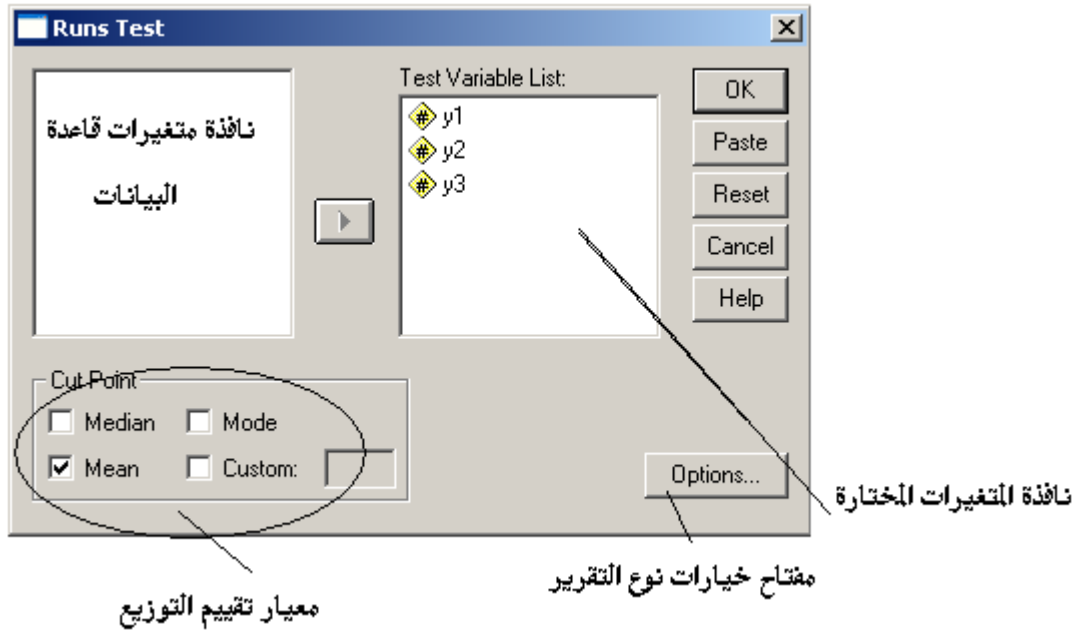 Runs Test
Test Variable List:
نافذة متغيرات قاعدة
البيانات
y1
y2
y3
OK
Paste
Reset
Cancel
Help
Cut Point
Median
Mode
Mean
Custom:
Options...
نافذة المتغيرات المختارة
مفتاح خيارات نوع التقرير
معيار تقييم التوزيع